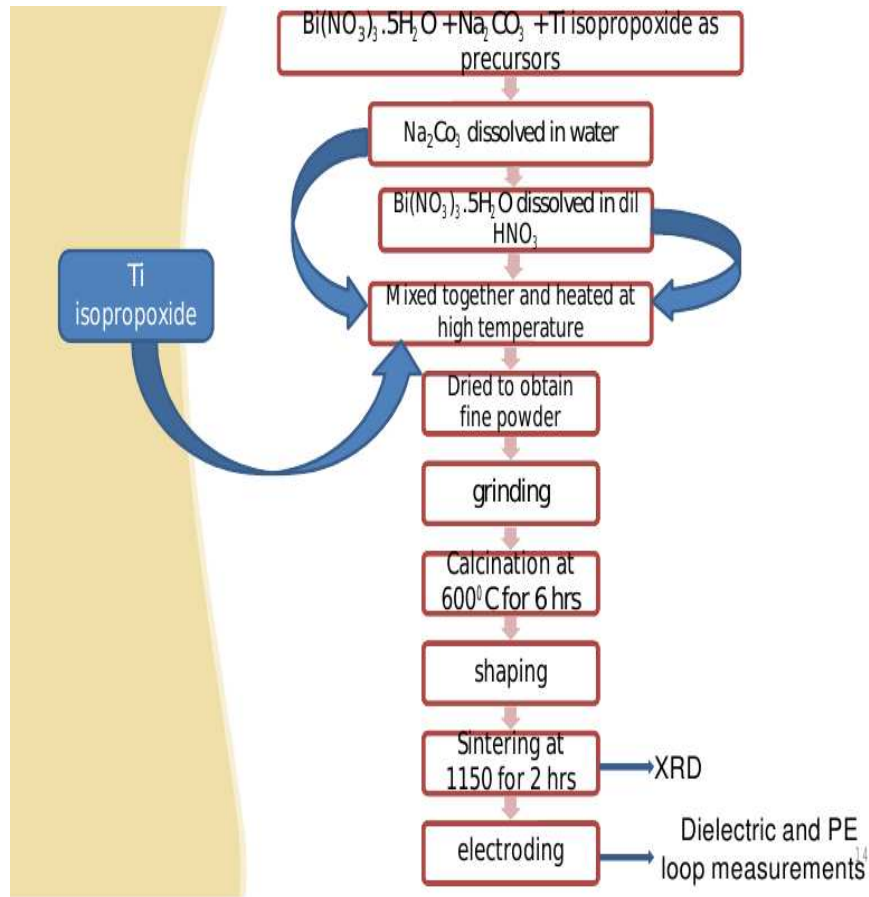 Bi(NO₃)₃.5H₂O+Na₂CO₃ +Ti isopropoxide as
precursors
Na₂Co₃ dissolved in water
Bi(NO₃)₃.5H₂O dissolved in dil
HNO₃
Ti
isopropoxide
Mixed together and heated at
high temperature
Dried to obtain
fine powder
grinding
Calcination at
600⁰C for 6 hrs
shaping
Sintering at
1150 for 2 hrs
XRD
electroding
Dielectric and PE
loop measurements
14